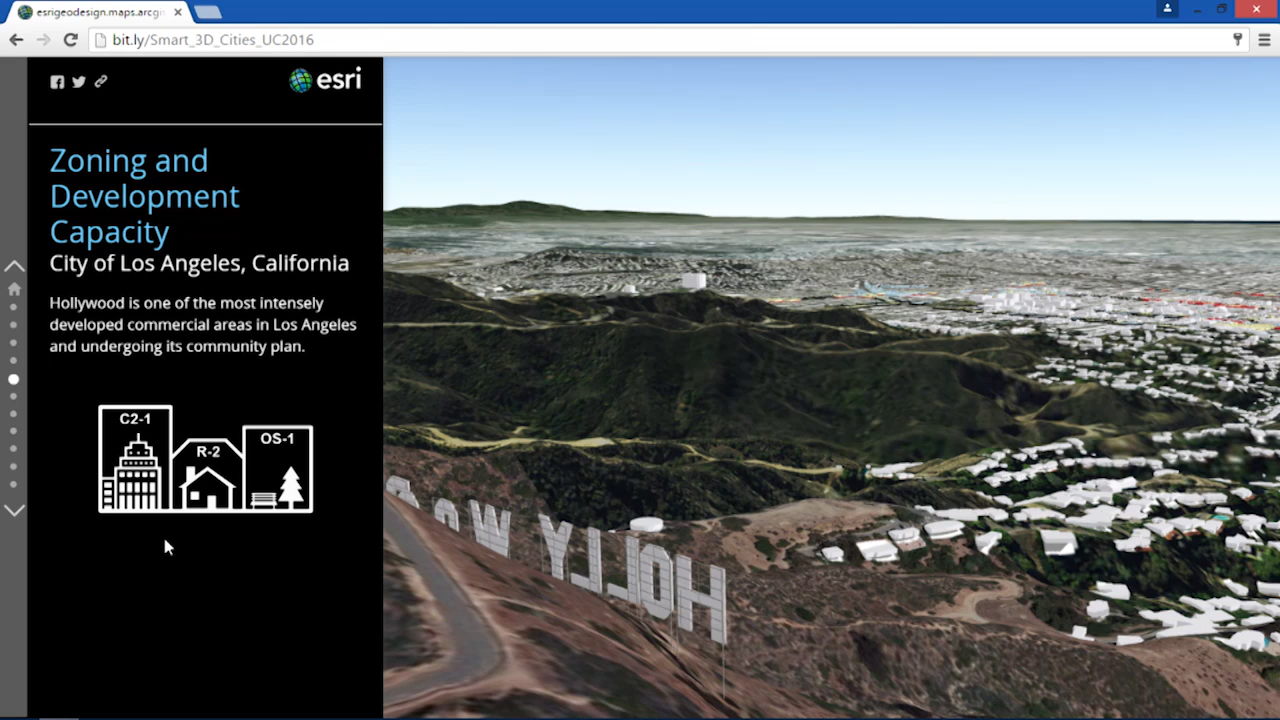 esrigeodesign.maps.arcgi
bit.ly/Smart_3D_Cities_UC2016
esri
Zoning and
Development
Capacity
City of Los Angeles, California
Hollywood is one of the most intensely
developed commercial areas in Los Angeles
and undergoing its community plan.
C2-1
R-2
OS-1
HOLLYWO